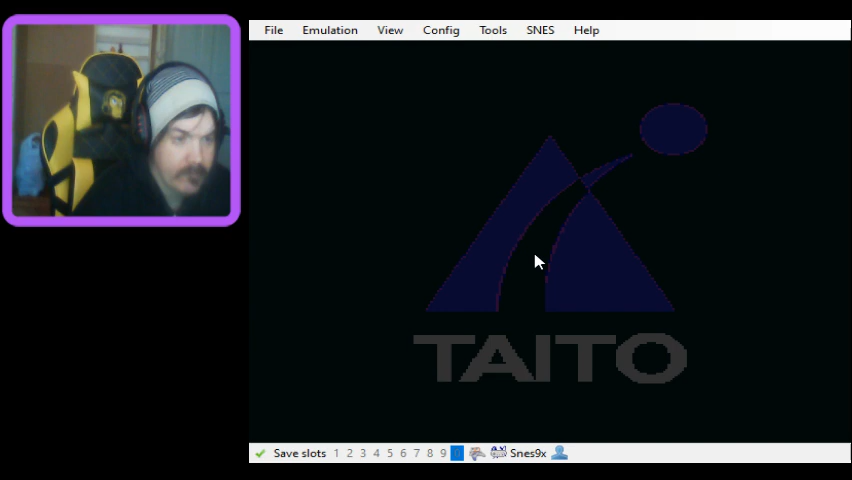 File Emulation View Config Tools SNES Help
TAITO
Save slots 1 2 3 4 5 6 7 8 9 0 Snes9x